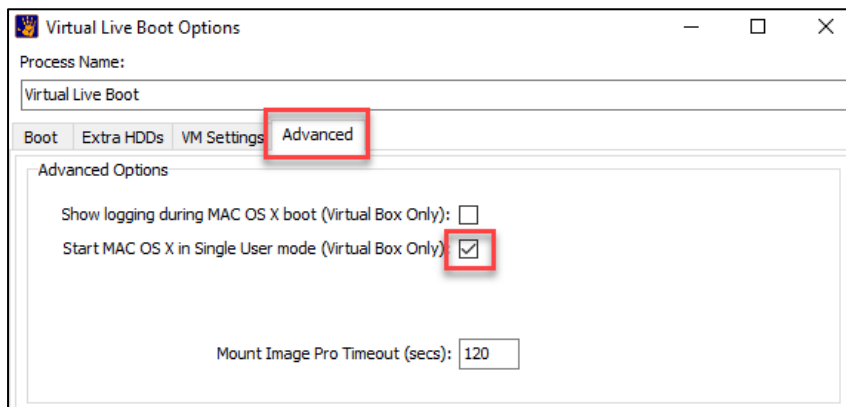 Virtual Live Boot Options
Process Name:
Virtual Live Boot
Boot Extra HDDs VM Settings Advanced
Advanced Options
Show logging during MAC OS X boot (Virtual Box Only):
Start MAC OS X in Single User mode (Virtual Box Only):
Mount Image Pro Timeout (secs): 120